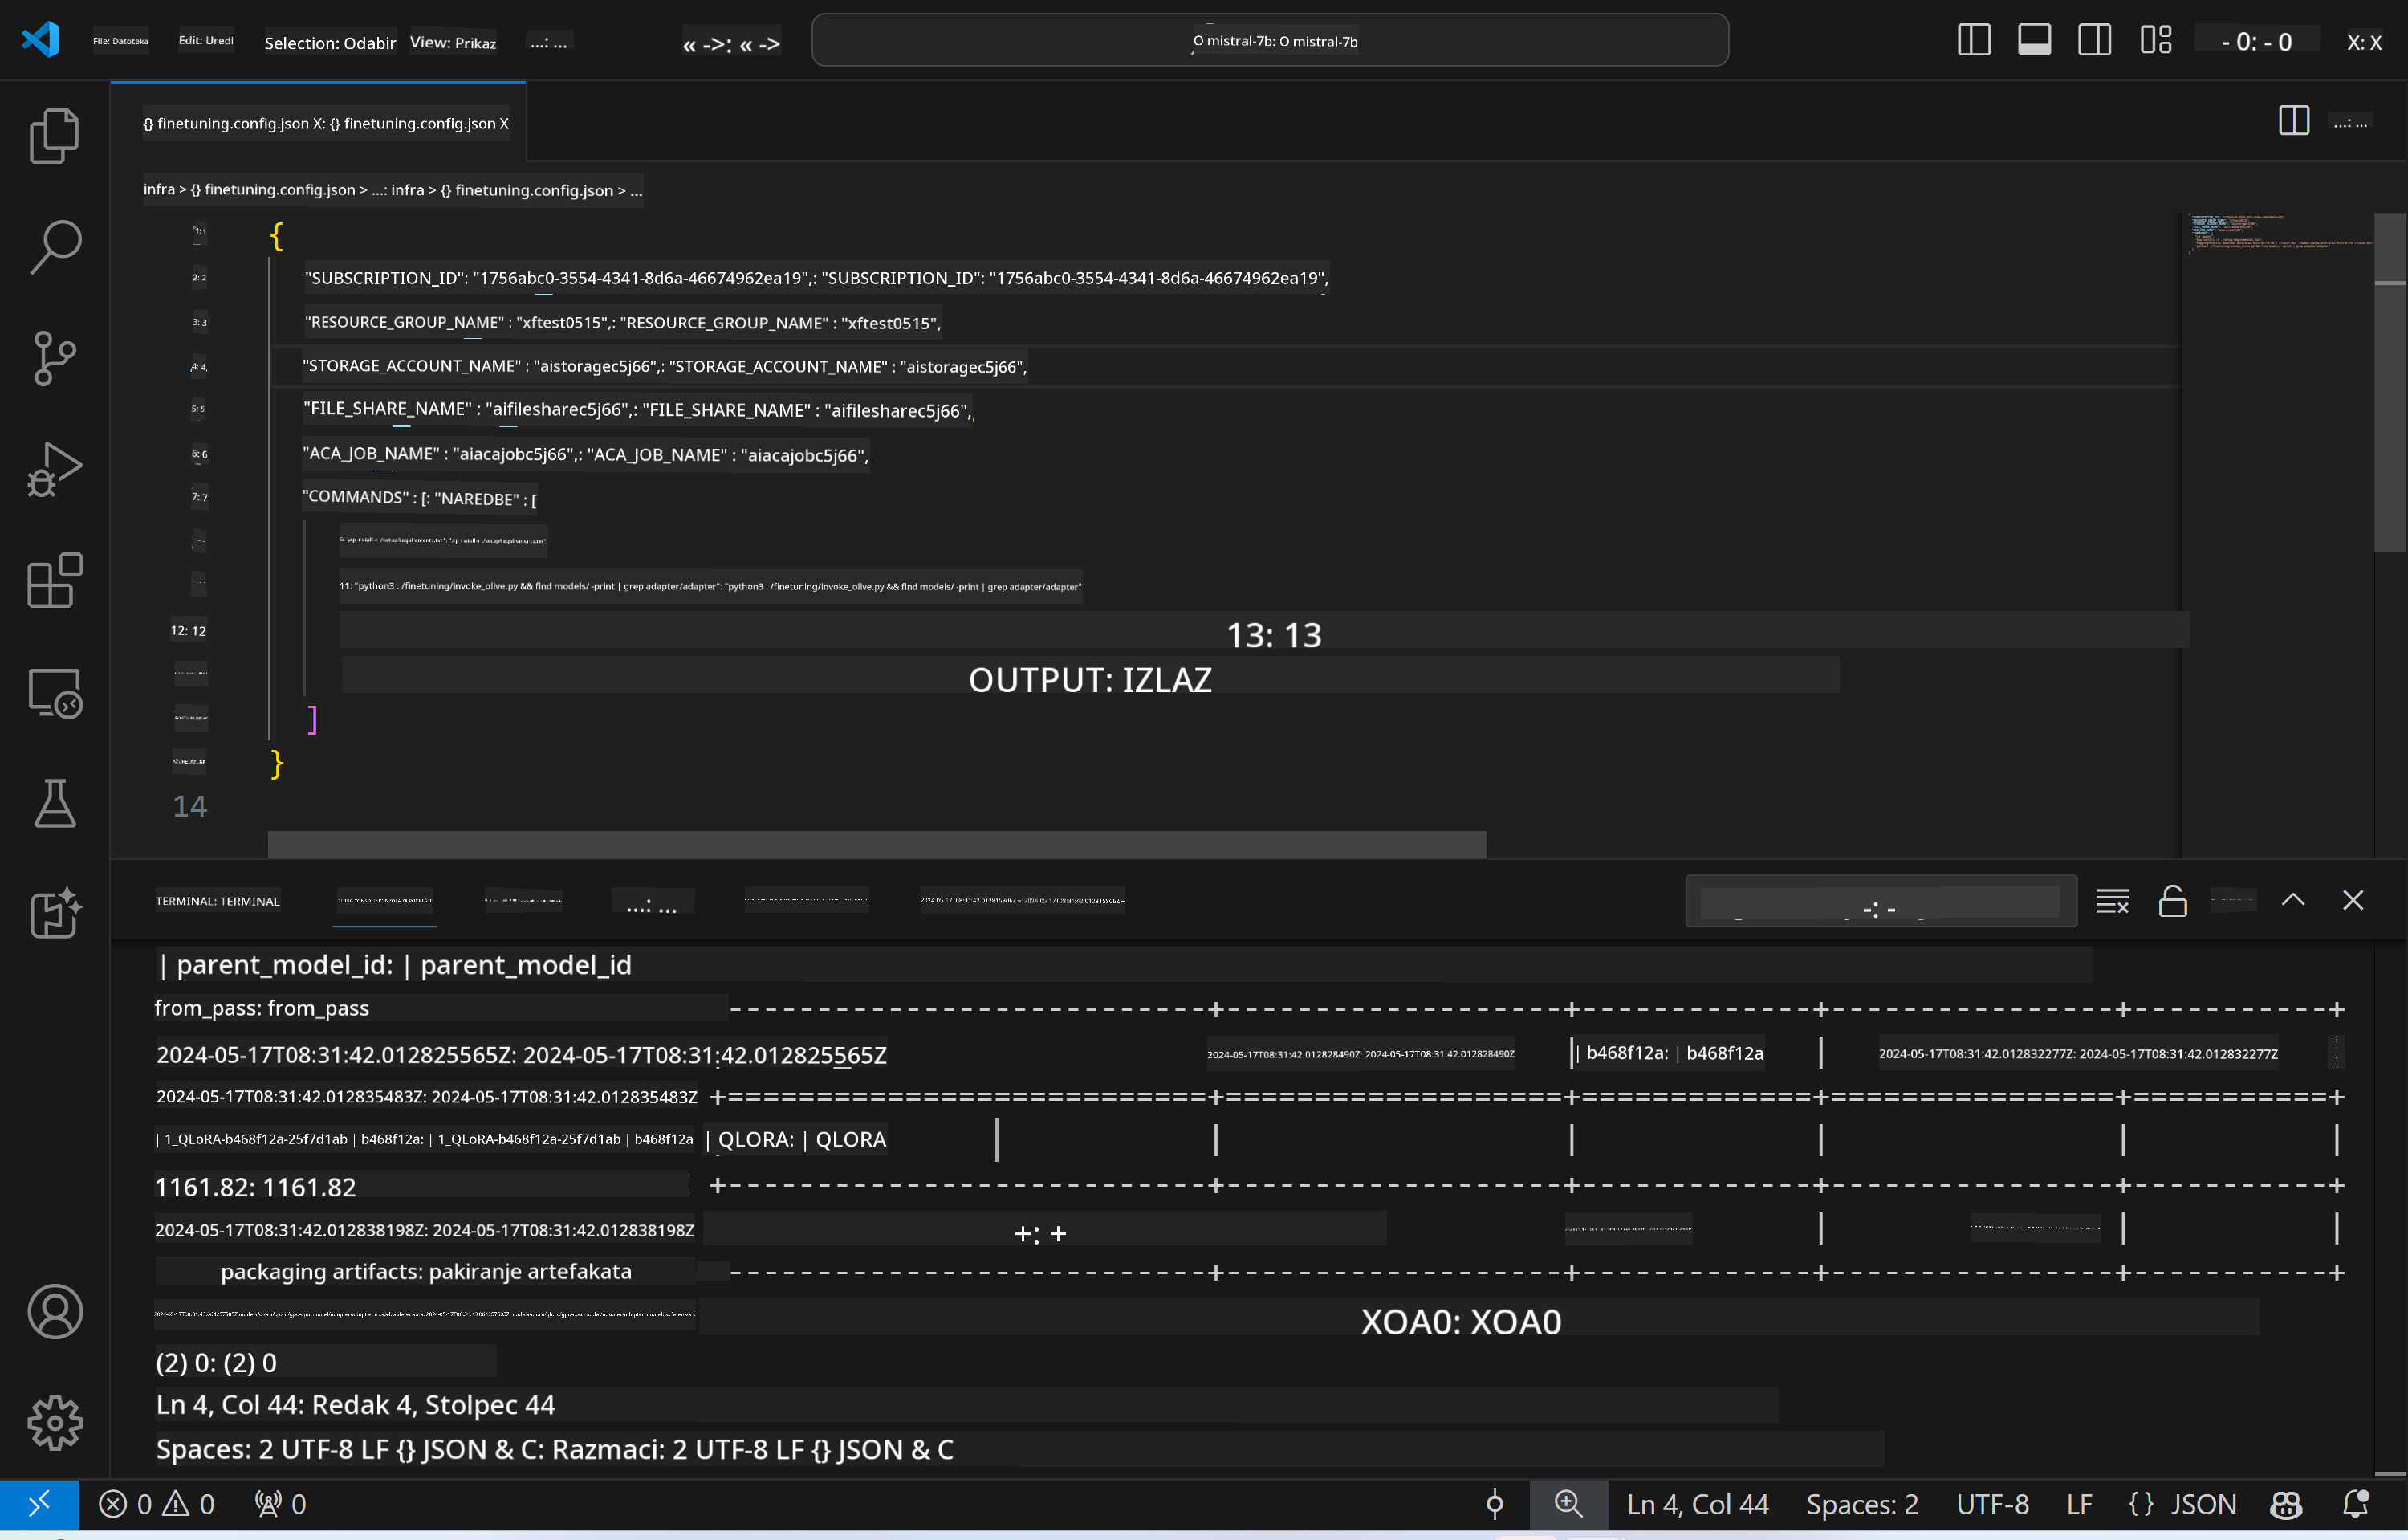 File: Datoteka Edit: Uredi Selection: Odabir View: Prikaz ...: ... « ->: « -> O mistral-7b: O mistral-7b - 0: - 0 X: X
{} finetuning.config.json X: {} finetuning.config.json X ...: ...
infra > {} finetuning.config.json > ...: infra > {} finetuning.config.json > ...
{
2: 2 "SUBSCRIPTION_ID": "1756abc0-3554-4341-8d6a-46674962ea19",: "SUBSCRIPTION_ID": "1756abc0-3554-4341-8d6a-46674962ea19",
3: 3 "RESOURCE_GROUP_NAME" : "xftest0515",: "RESOURCE_GROUP_NAME" : "xftest0515",
4: 4, "STORAGE_ACCOUNT_NAME" : "aistoragec5j66",: "STORAGE_ACCOUNT_NAME" : "aistoragec5j66",
5: 5 "FILE_SHARE_NAME" : "aifilesharec5j66",: "FILE_SHARE_NAME" : "aifilesharec5j66",
6: 6 "ACA_JOB_NAME" : "aiacajobc5j66",: "ACA_JOB_NAME" : "aiacajobc5j66",
7: 7 "COMMANDS" : [: "NAREDBE" : [
11: "python3 . /finetuning/invoke_olive.py && find models/ -print | grep adapter/adapter": "python3 . /finetuning/invoke_olive.py && find models/ -print | grep adapter/adapter"
12: 12 13: 13
OUTPUT: IZLAZ
]
AZURE: AZURE }
14
TERMINAL: TERMINAL ...: ... -: -
| parent_model_id: | parent_model_id
from_pass: from_pass
2024-05-17T08:31:42.012825565Z: 2024-05-17T08:31:42.012825565Z 2024-05-17T08:31:42.012828490Z: 2024-05-17T08:31:42.012828490Z | b468f12a: | b468f12a | 2024-05-17T08:31:42.012832277Z: 2024-05-17T08:31:42.012832277Z
2024-05-17T08:31:42.012835483Z: 2024-05-17T08:31:42.012835483Z
| 1_QLoRA-b468f12a-25f7d1ab | b468f12a: | 1_QLoRA-b468f12a-25f7d1ab | b468f12a | QLORA: | QLORA
1161.82: 1161.82
2024-05-17T08:31:42.012838198Z: 2024-05-17T08:31:42.012838198Z +: +
packaging artifacts: pakiranje artefakata
XOA0: XOA0
(2) 0: (2) 0
Ln 4, Col 44: Redak 4, Stolpec 44
Spaces: 2 UTF-8 LF {} JSON & C: Razmaci: 2 UTF-8 LF {} JSON & C
0 0 0 Ln 4, Col 44 Spaces: 2 UTF-8 LF {} JSON